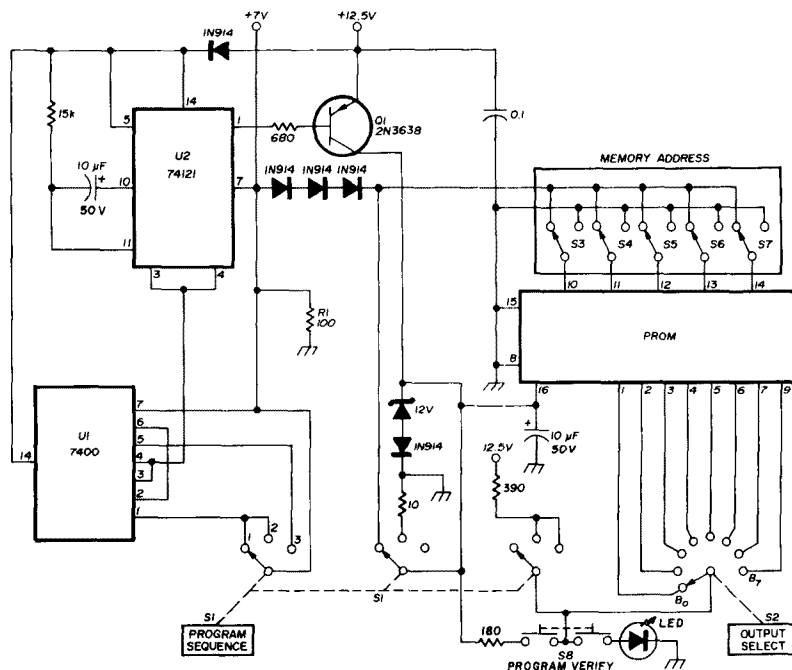 +7V
+12.5V
1N914
14
5
1
15k
U2
74121
680
Q1
2N3638
0.1
10 µF
+
50 V
10
7
1N914 1N914 1N914
MEMORY ADDRESS
11
3 4
S3 S4 S5 S6 S7
10 11 12 13 14
15
PROM
8
R1
100
16
1 2 3 4 5 6 7 9
U1
7400
14
7
6
5
4
3
2
1
12V
1N914
10
+
10 µF
50V
12.5V
390
1 2 3
S1
S1
PROGRAM
SEQUENCE
B0
B7
S2
OUTPUT
SELECT
180
LED
S8
PROGRAM VERIFY